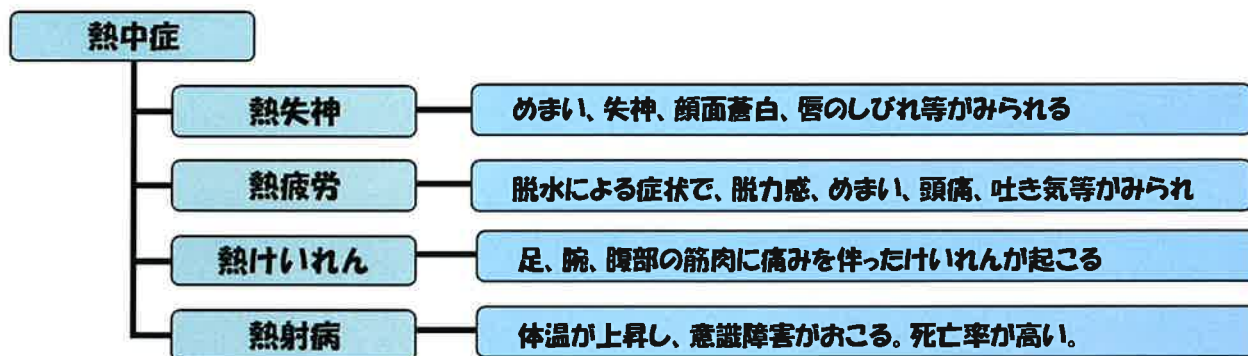 熱中症
熱失神
めまい、失神、顔面蒼白、唇のしびれ等がみられる
熱疲労
脱水による症状で、脱力感、めまい、頭痛、吐き気等がみられ
熱けいれん
足、腕、腹部の筋肉に痛みを伴ったけいれんが起こる
熱射病
体温が上昇し、意識障害がおこる。死亡率が高い。